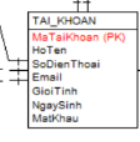 TAI_KHOAN
MaTaiKhoan (PK)
HoTen
SoDienThoai
Email
GioiTinh
NgaySinh
MatKhau